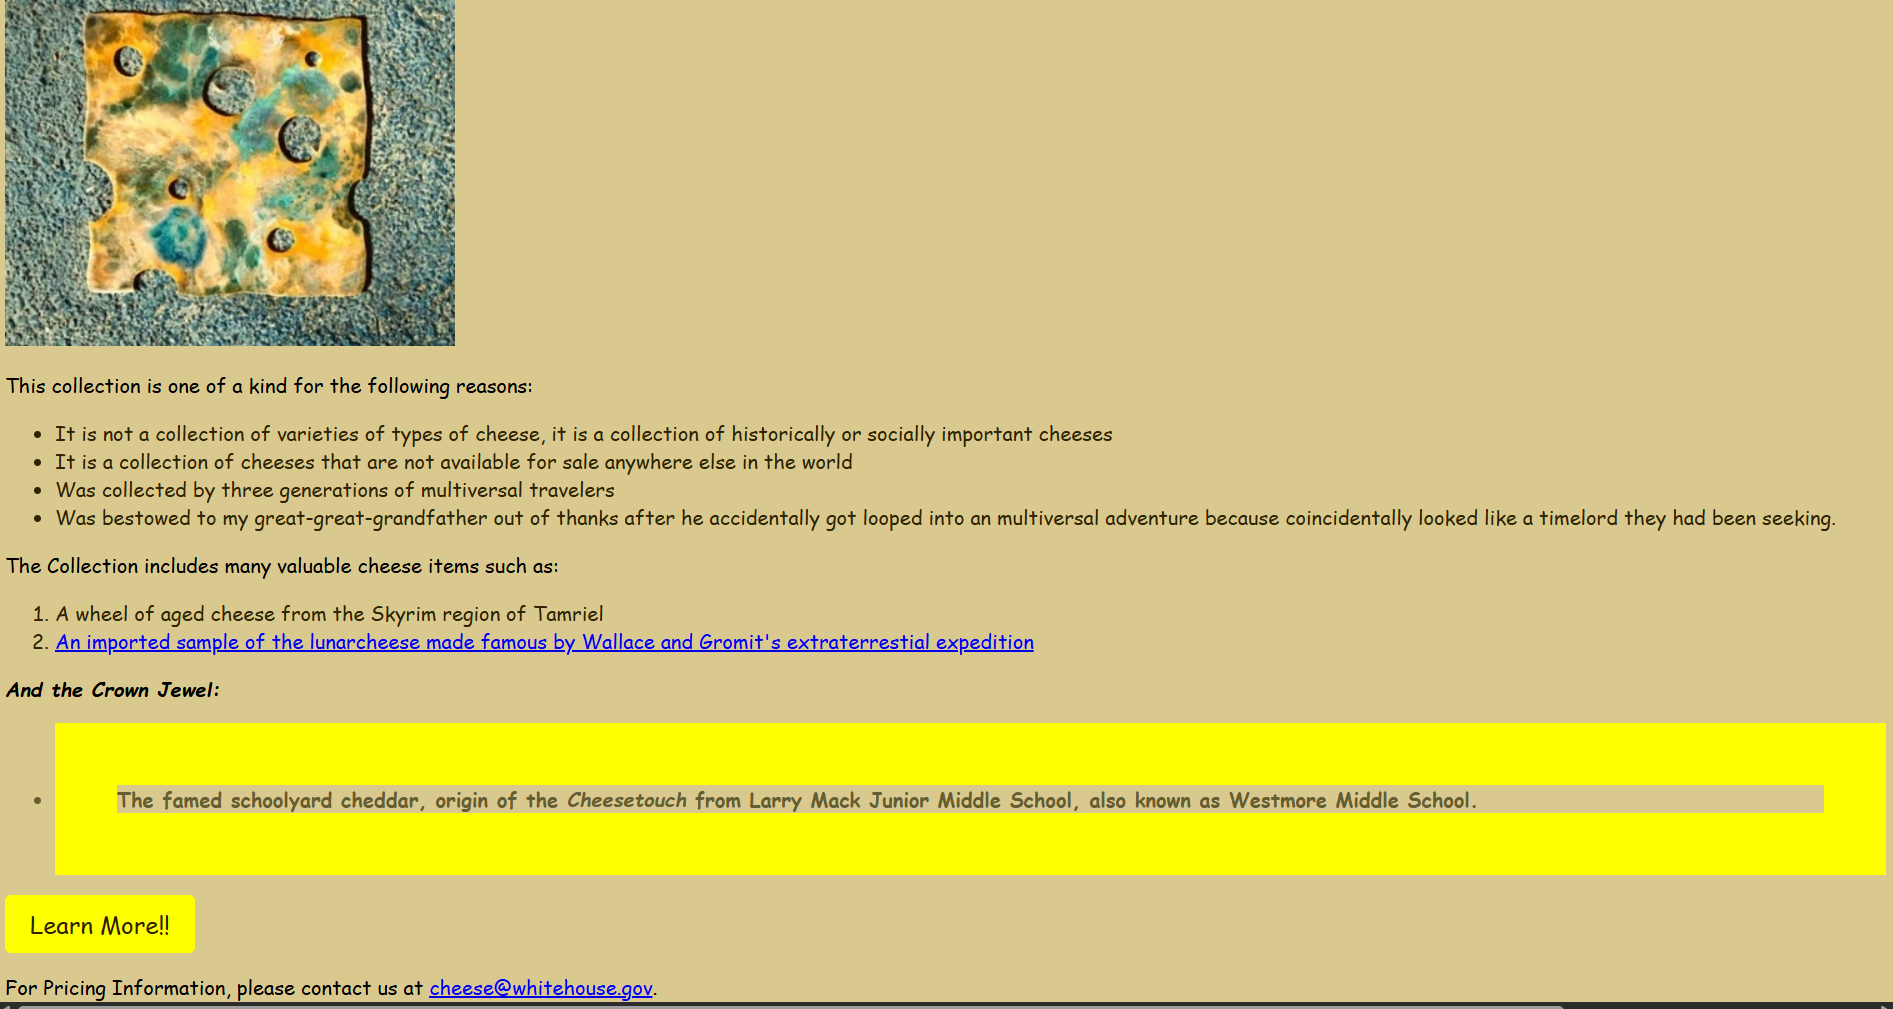 This collection is one of a kind for the following reasons:
• It is not a collection of varieties of types of cheese, it is a collection of historically or socially important cheeses
• It is a collection of cheeses that are not available for sale anywhere else in the world
• Was collected by three generations of multiversal travelers
• Was bestowed to my great-great-grandfather out of thanks after he accidentally got looped into an multiversal adventure because coincidentally looked like a timelord they had been seeking.
The Collection includes many valuable cheese items such as:
1. A wheel of aged cheese from the Skyrim region of Tamriel
2. An imported sample of the lunarcheese made famous by Wallace and Gromit's extraterrestial expedition
And the Crown Jewel:
• The famed schoolyard cheddar, origin of the Cheesetouch from Larry Mack Junior Middle School, also known as Westmore Middle School.
Learn More!!
For Pricing Information, please contact us at cheese@whitehouse.gov.